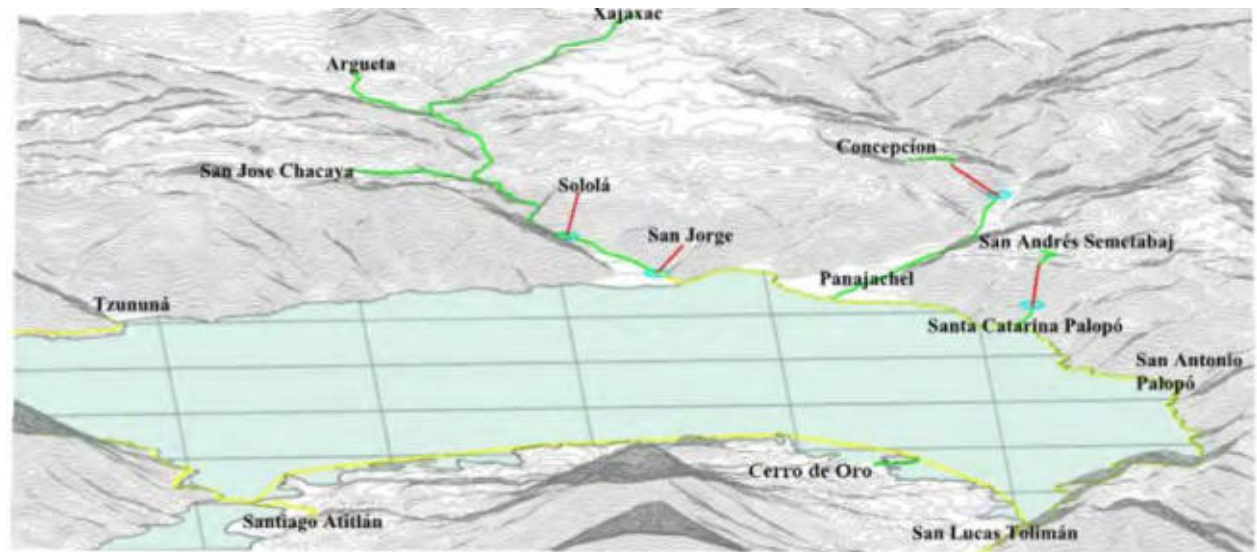 Xajaxac
Argueta
Concepcíon
San Jose Chacaya
Sololá
San Jorge
San Andrés Semetabaj
Panajachel
Tzununá
Santa Catarina Palopó
San Antonio
Palopó
Cerro de Oro
Santiago Atitlán
San Lucas Tolimán